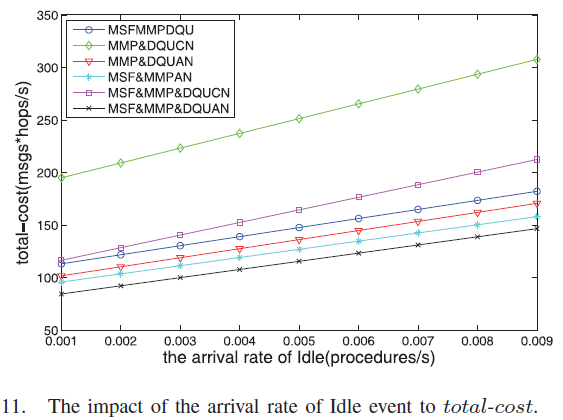 350
300
250
200
150
100
50
total-cost(msgs*hops/s)
MSFMMPDQU
MMP&DQUCN
MMP&DQUAN
MSF&MMPAN
MSF&MMP&DQUCN
MSF&MMP&DQUAN
0.001 0.002 0.003 0.004 0.005 0.006 0.007 0.008 0.009
the arrival rate of Idle(procedures/s)
11. The impact of the arrival rate of Idle event to total-cost.